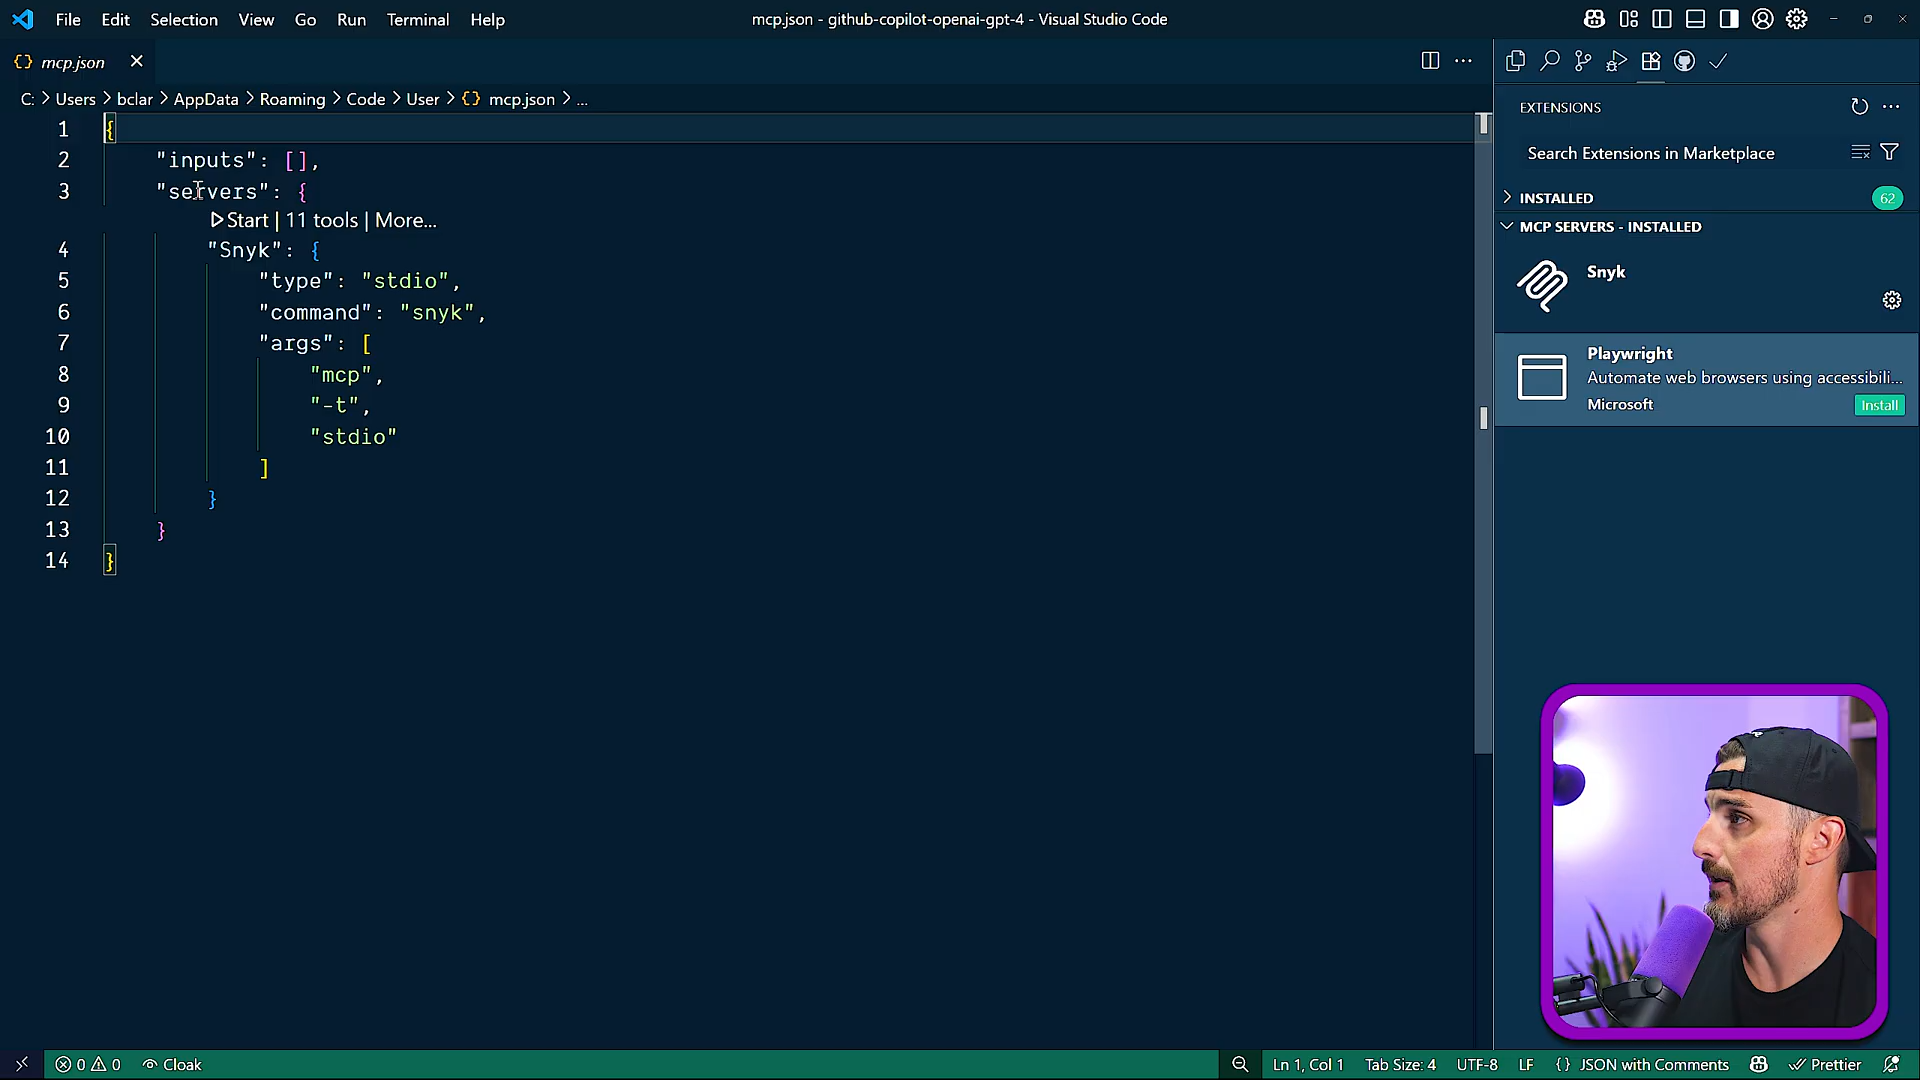 File Edit Selection View Go Run Terminal Help
mcp.json - github-copilot-openai-gpt-4 - Visual Studio Code
mcp.json
C: > Users > bclar > AppData > Roaming > Code > User > {} mcp.json > ...
1 {
2 "inputs": [],
3 "servers": {
Start | 11 tools | More...
4 "Snyk": {
5 "type": "stdio",
6 "command": "snyk",
7 "args": [
8 "mcp",
9 "-t",
10 "stdio"
11 ]
12 }
13 }
14 }
EXTENSIONS
Search Extensions in Marketplace
INSTALLED 62
MCP SERVERS - INSTALLED
Snyk
Playwright
Automate web browsers using accessibili...
Microsoft Install
0 0 Cloak
Ln 1, Col 1 Tab Size: 4 UTF-8 LF {} JSON with Comments Prettier